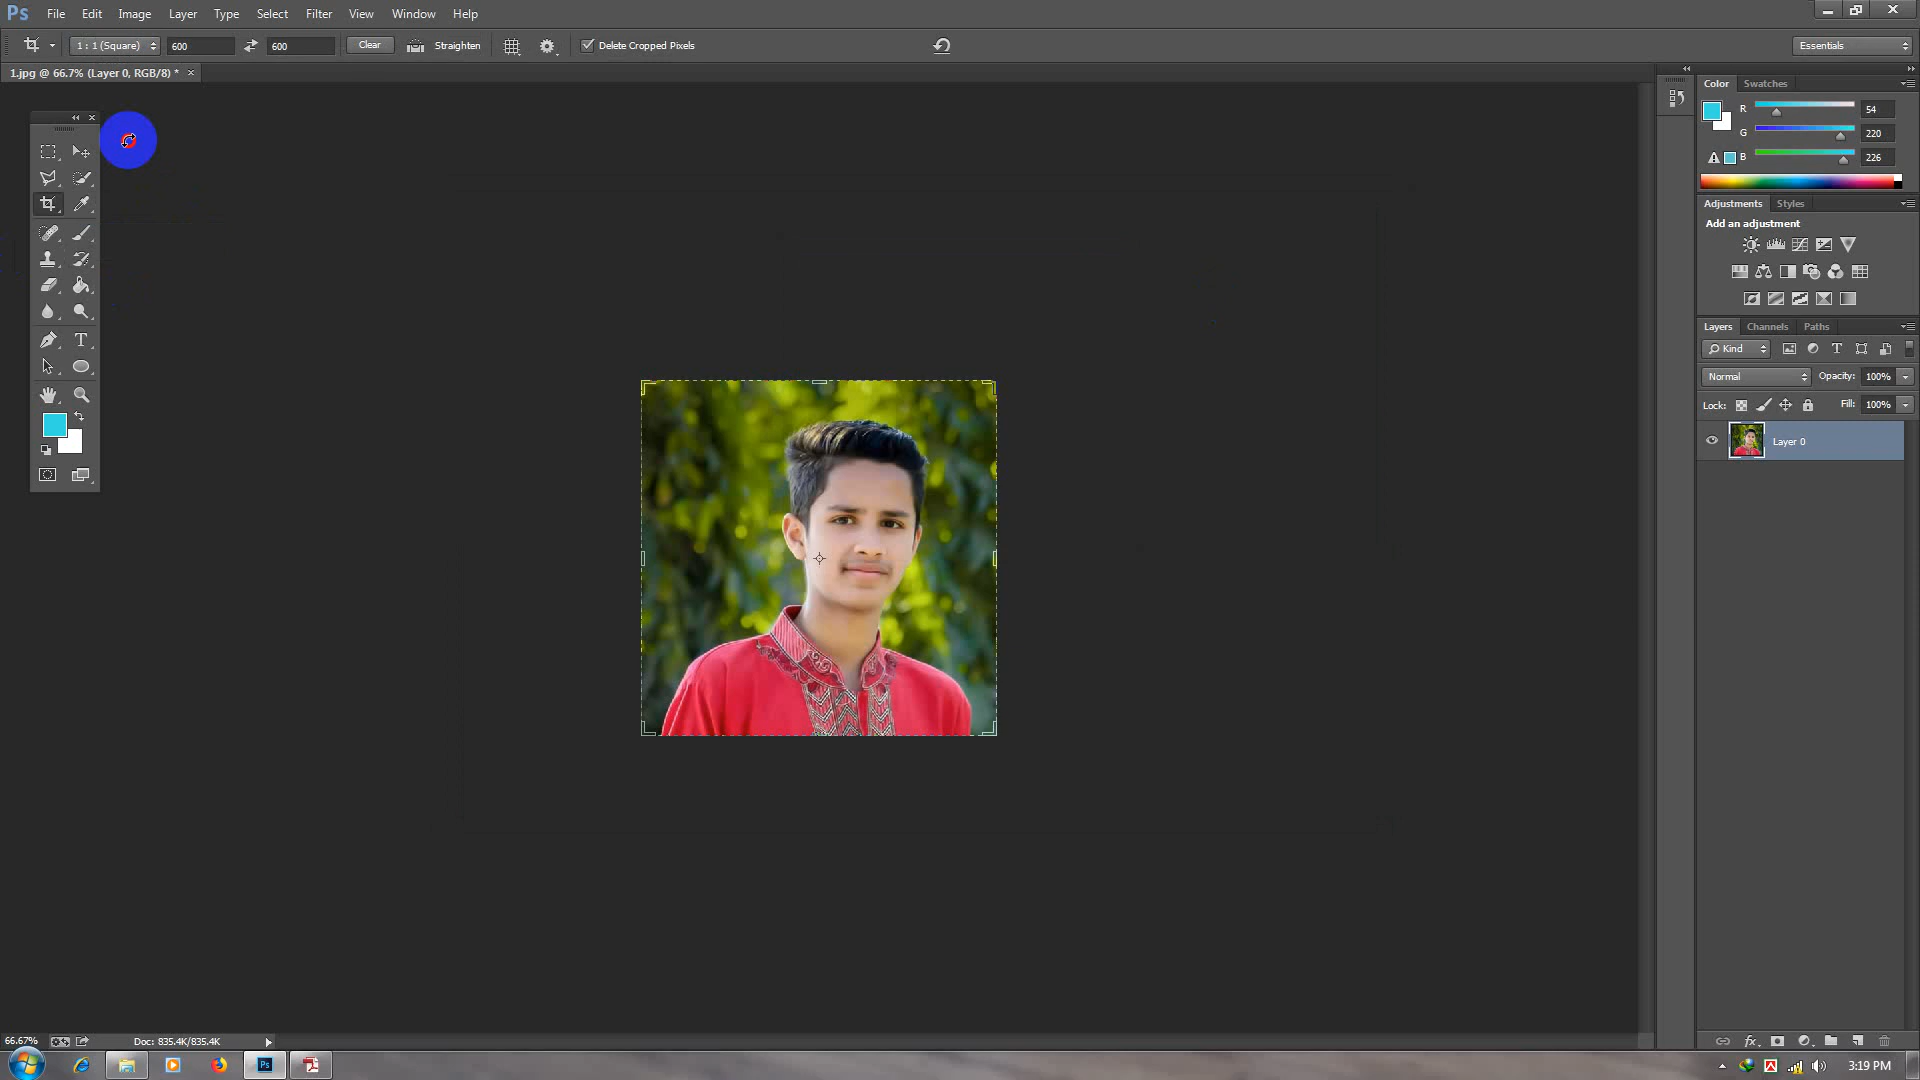 Ps File Edit Image Layer Type Select Filter View Window Help
1 : 1 (Square) 600 600 Clear Straighten Delete Cropped Pixels Essentials
1.jpg @ 66.7% (Layer 0, RGB/8) * ×
Color Swatches
R 54
G 220
B 226
Adjustments Styles
Add an adjustment
Layers Channels Paths
Kind
Normal Opacity: 100%
Lock: Fill: 100%
Layer 0
66.67% Doc: 835.4K/835.4K
Ps 3:19 PM